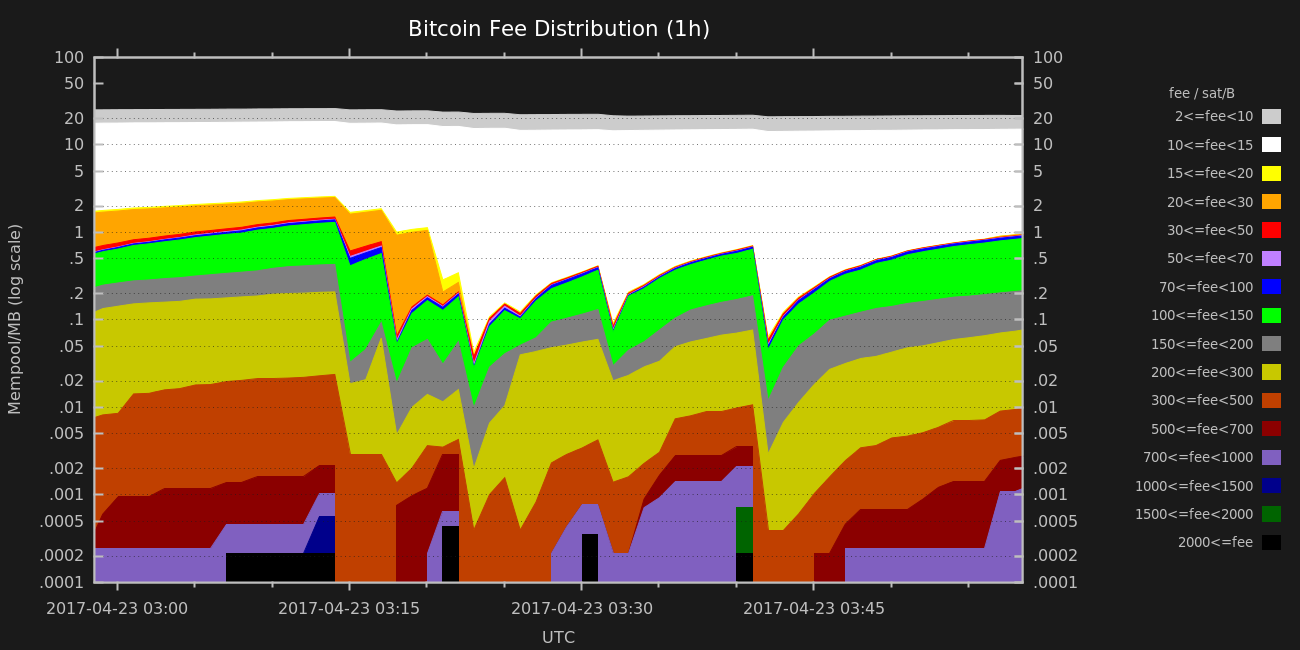 Bitcoin Fee Distribution (1h)
Mempool/MB (log scale)
100
50
20
10
5
2
1
.5
.2
.1
.05
.02
.01
.005
.002
.001
.0005
.0002
.0001
100
50
20
10
5
2
1
.5
.2
.1
.05
.02
.01
.005
.002
.001
.0005
.0002
.0001
2017-04-23 03:00
2017-04-23 03:15
2017-04-23 03:30
2017-04-23 03:45
UTC
fee / sat/B
2<=fee<10
10<=fee<15
15<=fee<20
20<=fee<30
30<=fee<50
50<=fee<70
70<=fee<100
100<=fee<150
150<=fee<200
200<=fee<300
300<=fee<500
500<=fee<700
700<=fee<1000
1000<=fee<1500
1500<=fee<2000
2000<=fee